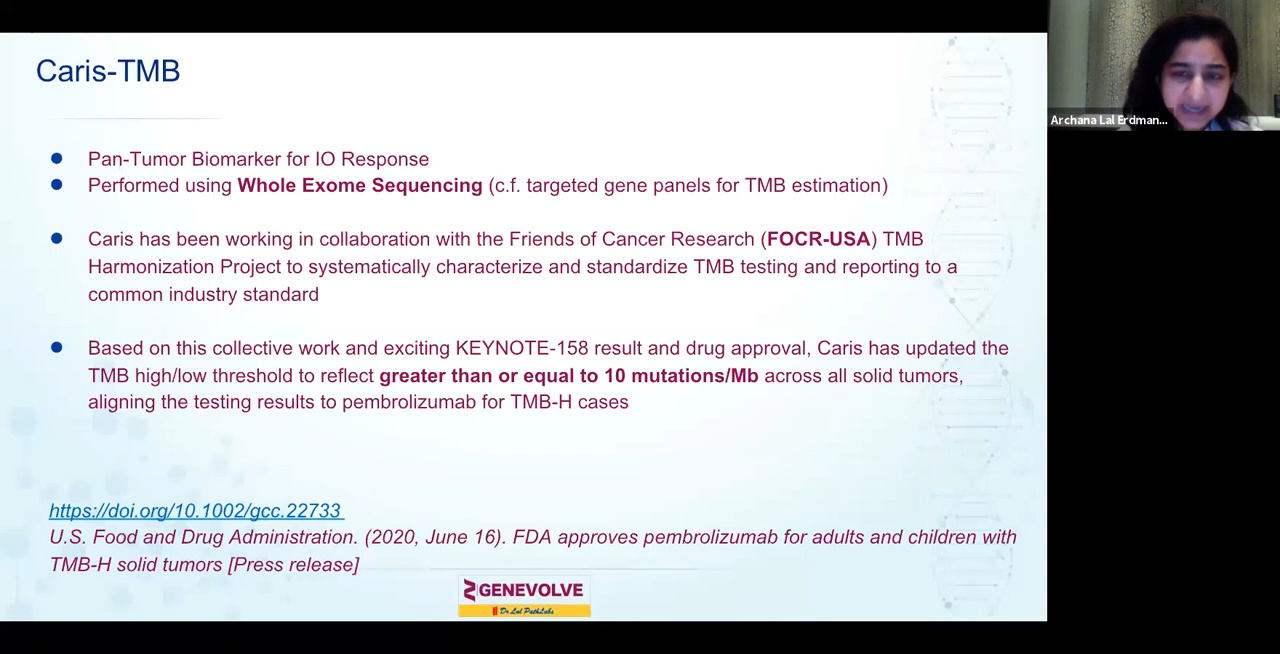 Caris-TMB
Pan-Tumor Biomarker for IO Response
Performed using Whole Exome Sequencing (c.f. targeted gene panels for TMB estimation)
Caris has been working in collaboration with the Friends of Cancer Research (FOCR-USA) TMB
Harmonization Project to systematically characterize and standardize TMB testing and reporting to a
common industry standard
Based on this collective work and exciting KEYNOTE-158 result and drug approval, Caris has updated the
TMB high/low threshold to reflect greater than or equal to 10 mutations/Mb across all solid tumors,
aligning the testing results to pembrolizumab for TMB-H cases
https://doi.org/10.1002/gcc.22733
U.S. Food and Drug Administration. (2020, June 16). FDA approves pembrolizumab for adults and children with
TMB-H solid tumors [Press release]
GENEVOLVE
Dr Lal PathLabs
Archana Lal Erdman...